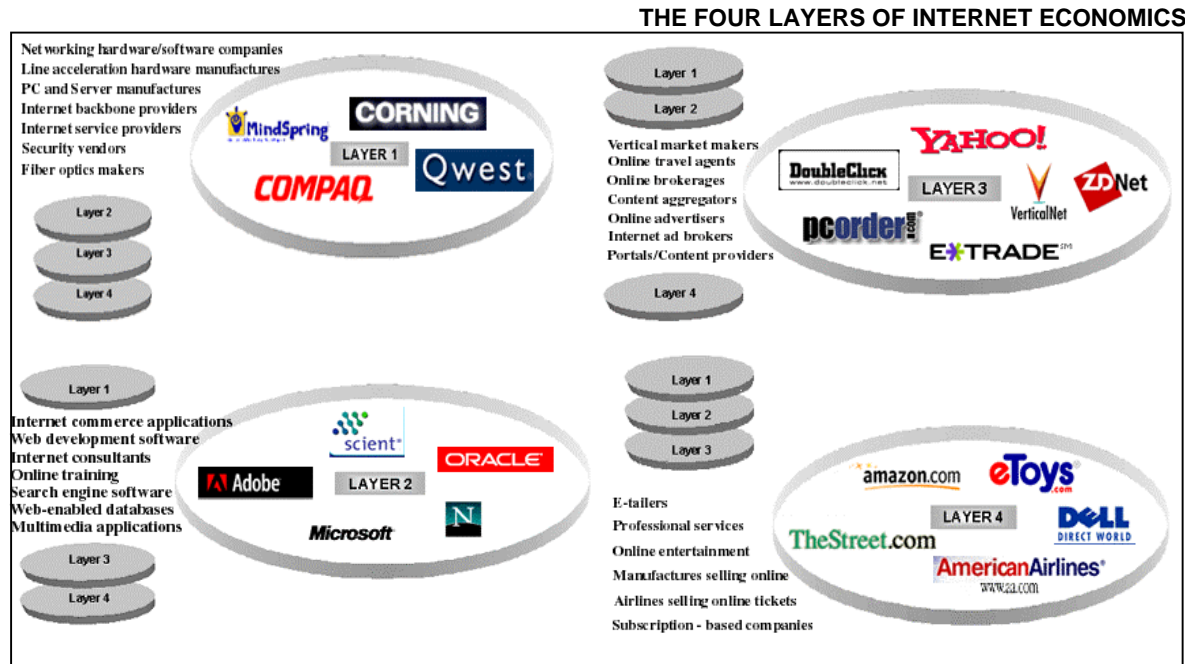 THE FOUR LAYERS OF INTERNET ECONOMICS
Networking hardware/software companies
Line acceleration hardware manufactures
PC and Server manufactures
Internet backbone providers
Internet service providers
Security vendors
Fiber optics makers
MindSpring
CORNING
LAYER 1
Qwest
COMPAQ
Layer 2
Layer 3
Layer 4
Layer 1
Layer 2
Vertical market makers
Online travel agents
Online brokerages
Content aggregators
Online advertisers
Internet ad brokers
Portals/Content providers
YAHOO!
DoubleClick
www.doubleclick.net
LAYER 3
VerticalNet
ZDNet
pcorder.com
E*TRADE SM
Layer 4
Layer 1
Internet commerce applications
Web development software
Internet consultants
Online training
Search engine software
Web-enabled databases
Multimedia applications
scient
ORACLE
Adobe
LAYER 2
N
Microsoft
Layer 3
Layer 4
Layer 1
Layer 2
Layer 3
E-tailers
Professional services
Online entertainment
Manufactures selling online
Airlines selling online tickets
Subscription - based companies
amazon.com
eToys
.com
LAYER 4
DELL
DIRECT WORLD
TheStreet.com
AmericanAirlines®
www.aa.com